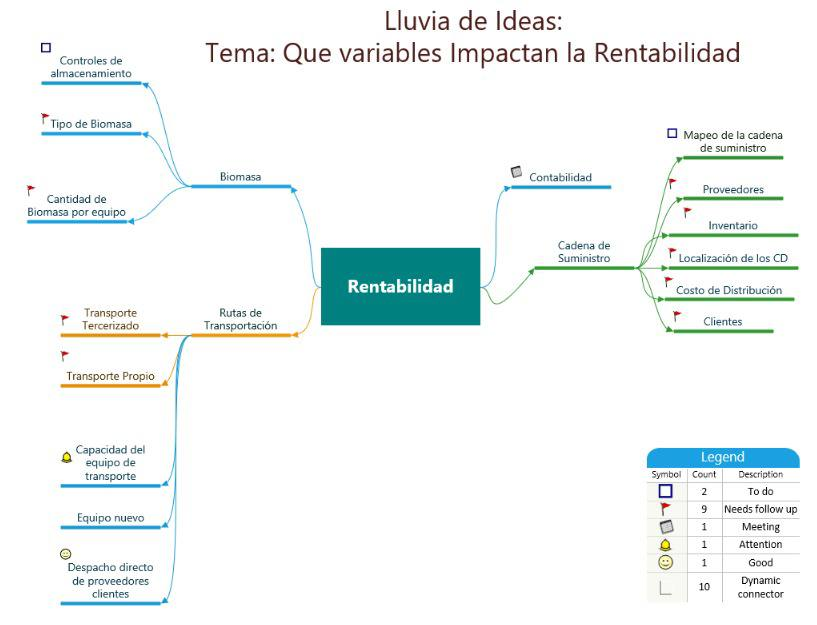 Lluvia de Ideas:
Tema: Que variables Impactan la Rentabilidad
Controles de
almacenamiento
Tipo de Biomasa
Cantidad de
Biomasa por equipo
Biomasa
Transporte
Tercerizado
Transporte Propio
Capacidad del
equipo de
transporte
Equipo nuevo
Despacho directo
de proveedores
clientes
Rutas de
Transportación
Rentabilidad
Contabilidad
Cadena de
Suministro
Mapeo de la cadena
de suministro
Proveedores
Inventario
Localización de los CD
Costo de Distribución
Clientes
Legend
Symbol Count Description
2 To do
9 Needs follow up
1 Meeting
1 Attention
1 Good
10 Dynamic
connector